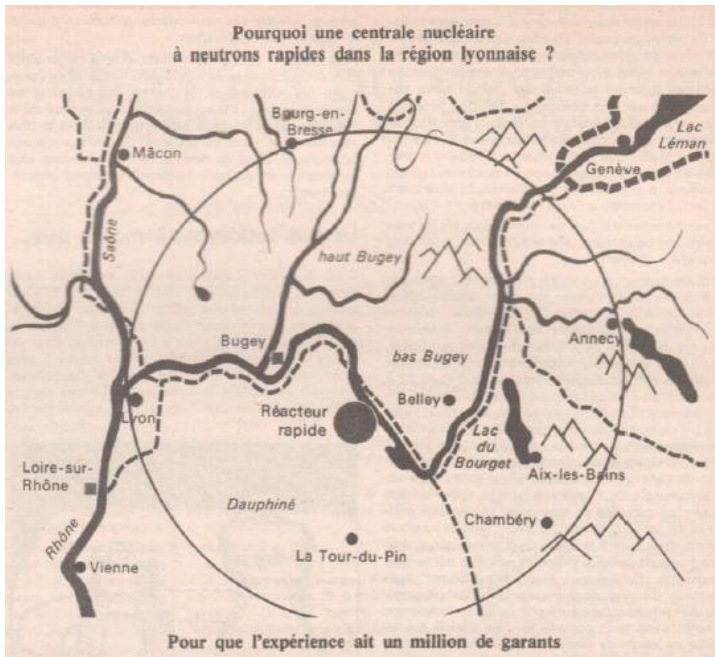 Pourquoi une centrale nucléaire
à neutrons rapides dans la région lyonnaise ?
Bourg-en-
Bresse
Mâcon
Lac
Léman
Genève
Saône
haut Bugey
Bugey
bas Bugey
Annecy
Lyon
Réacteur
rapide
Belley
Lac
du
Bourget
Aix-les-Bains
Loire-sur-
Rhône
Dauphiné
Chambéry
Rhône
La Tour-du-Pin
Vienne
Pour que l'expérience ait un million de garants